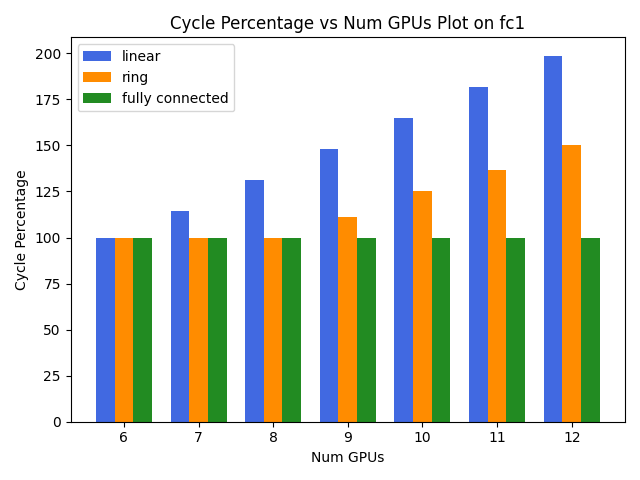 Cycle Percentage vs Num GPUs Plot on fc1
linear
ring
fully connected
200
175
150
125
100
75
50
25
0
Cycle Percentage
6 7 8 9 10 11 12
Num GPUs